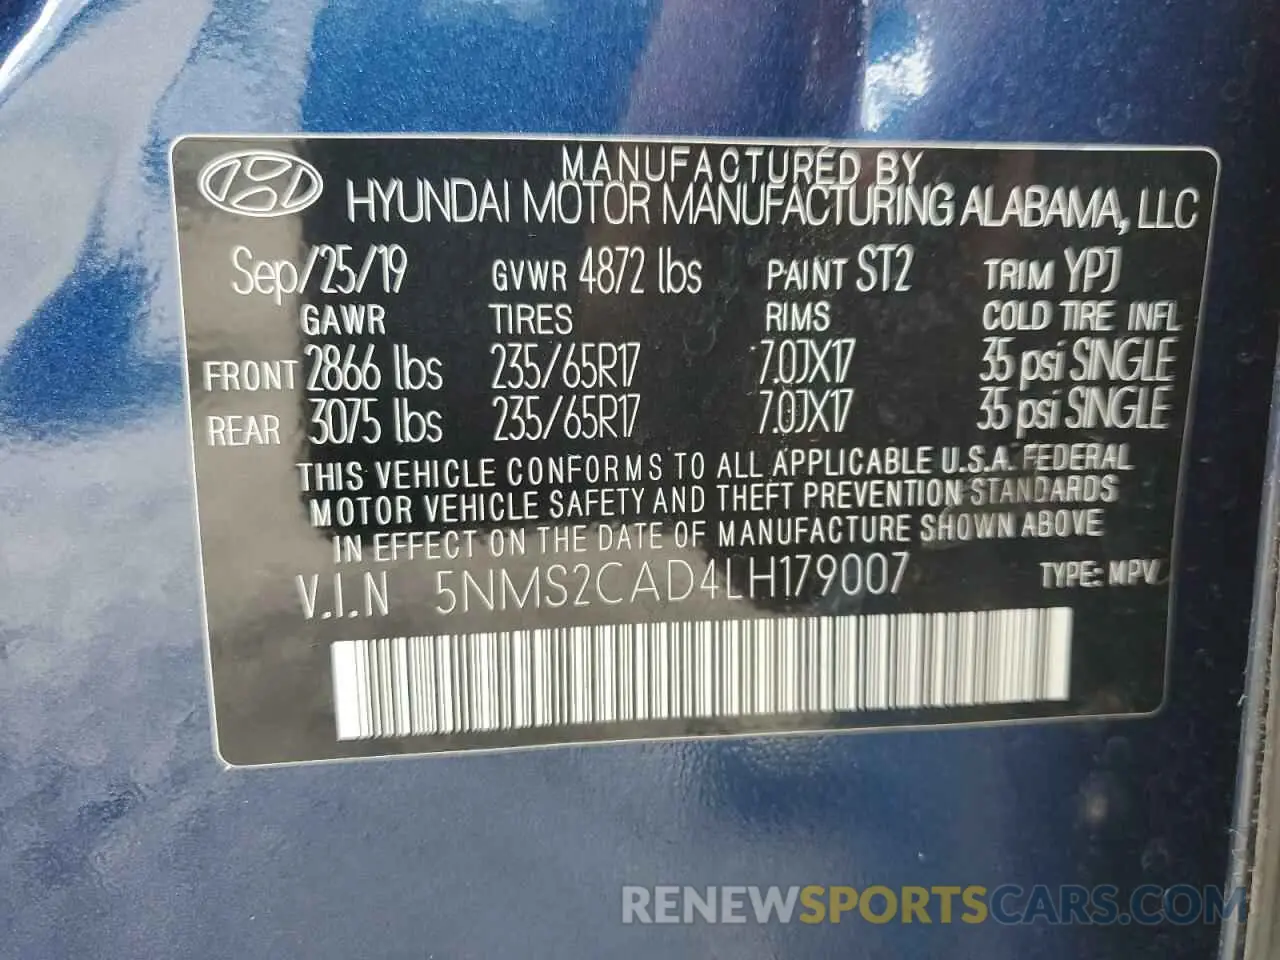 MANUFACTURED BY
HYUNDAI MOTOR MANUFACTURING ALABAMA, LLC
Sep/25/19 GVWR 4872 lbs PAINT ST2 TRIM YPJ
GAWR TIRES RIMS COLD TIRE INFL
FRONT 2866 lbs 235/65R17 7.0JX17 35 psi SINGLE
REAR 3075 lbs 235/65R17 7.0JX17 35 psi SINGLE
THIS VEHICLE CONFORMS TO ALL APPLICABLE U.S.A. FEDERAL
MOTOR VEHICLE SAFETY AND THEFT PREVENTION STANDARDS
IN EFFECT ON THE DATE OF MANUFACTURE SHOWN ABOVE
V.I.N 5NMS2CAD4LH179007 TYPE: MPV
RENEWSPORTSCARS.COM